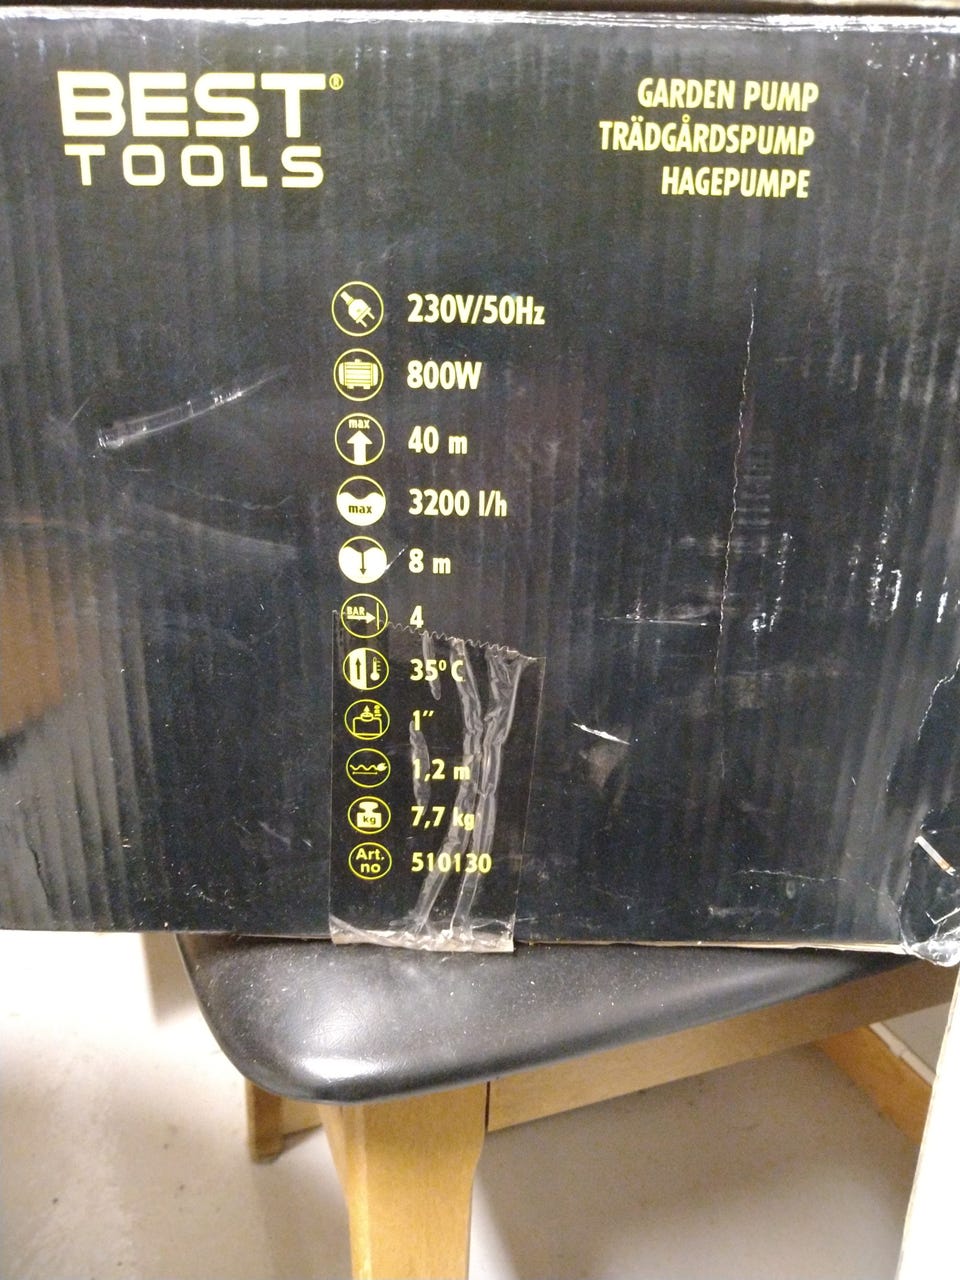 BEST®
TOOLS
GARDEN PUMP
TRÄDGÅRDSPUMP
HAGEPUMPE
230V/50Hz
800W
max 40 m
max 3200 l/h
8 m
BAR 4
35° C
1”
1,2 m
kg 7,7 kg
Art. no 510130